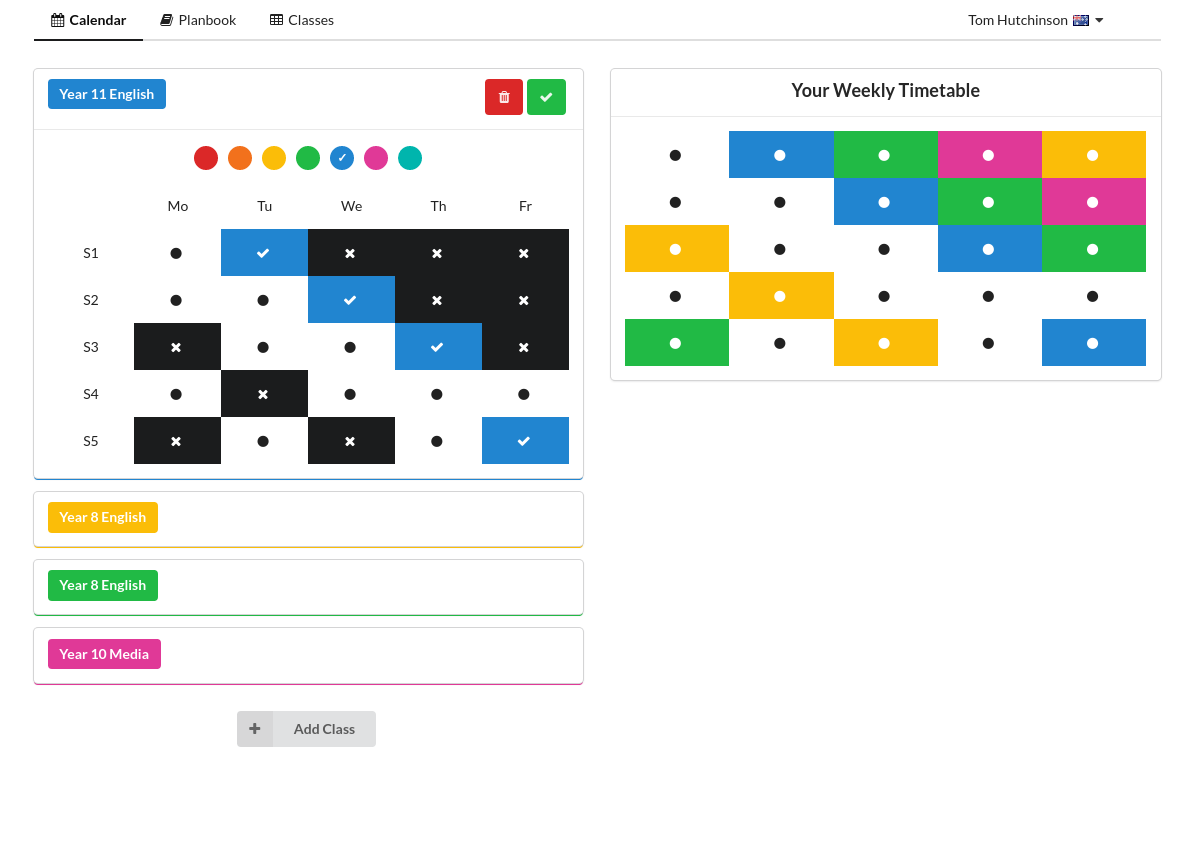 Calendar Planbook Classes Tom Hutchinson
Year 11 English
Mo Tu We Th Fr
S1
S2
S3
S4
S5
Year 8 English
Year 8 English
Year 10 Media
Add Class
Your Weekly Timetable